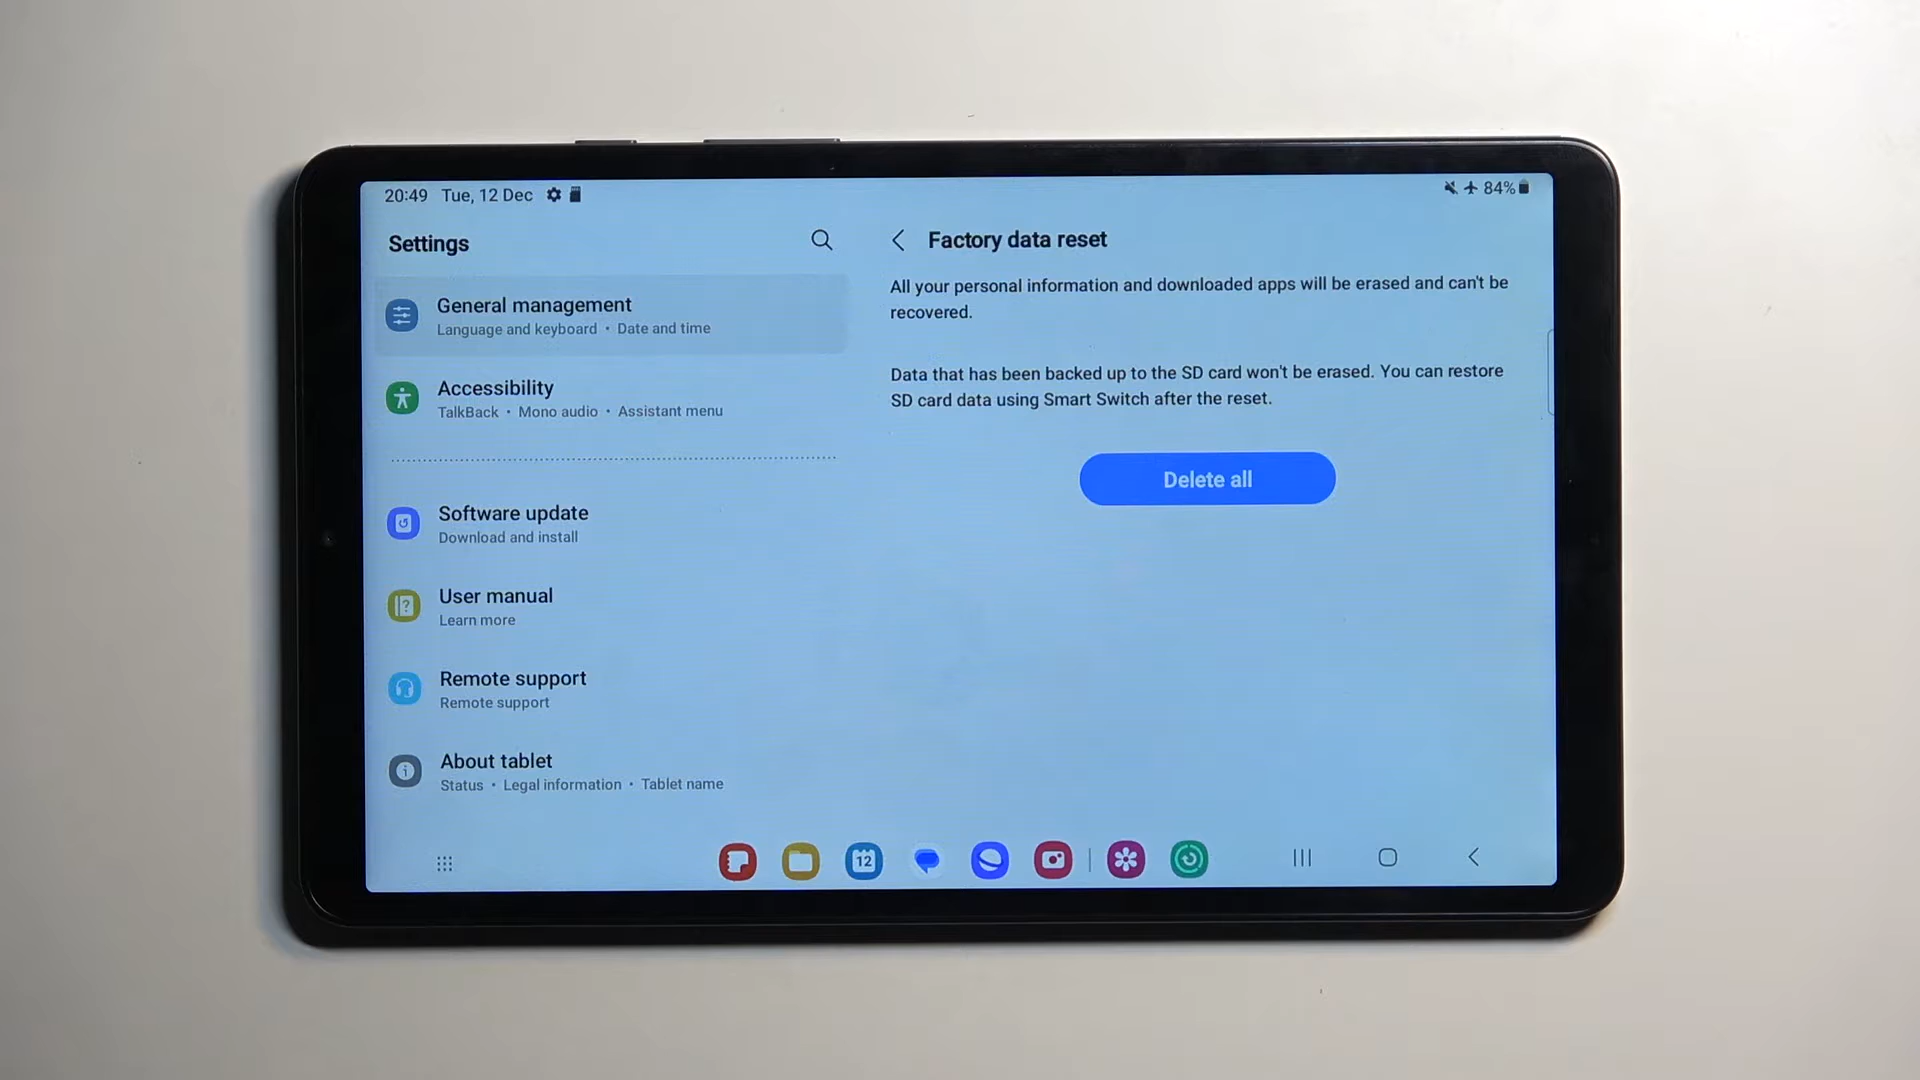 20:49 Tue, 12 Dec
84%
Settings
General management
Language and keyboard • Date and time
Accessibility
TalkBack • Mono audio • Assistant menu
Software update
Download and install
User manual
Learn more
Remote support
Remote support
About tablet
Status • Legal information • Tablet name
Factory data reset
All your personal information and downloaded apps will be erased and can't be
recovered.
Data that has been backed up to the SD card won't be erased. You can restore
SD card data using Smart Switch after the reset.
Delete all
12